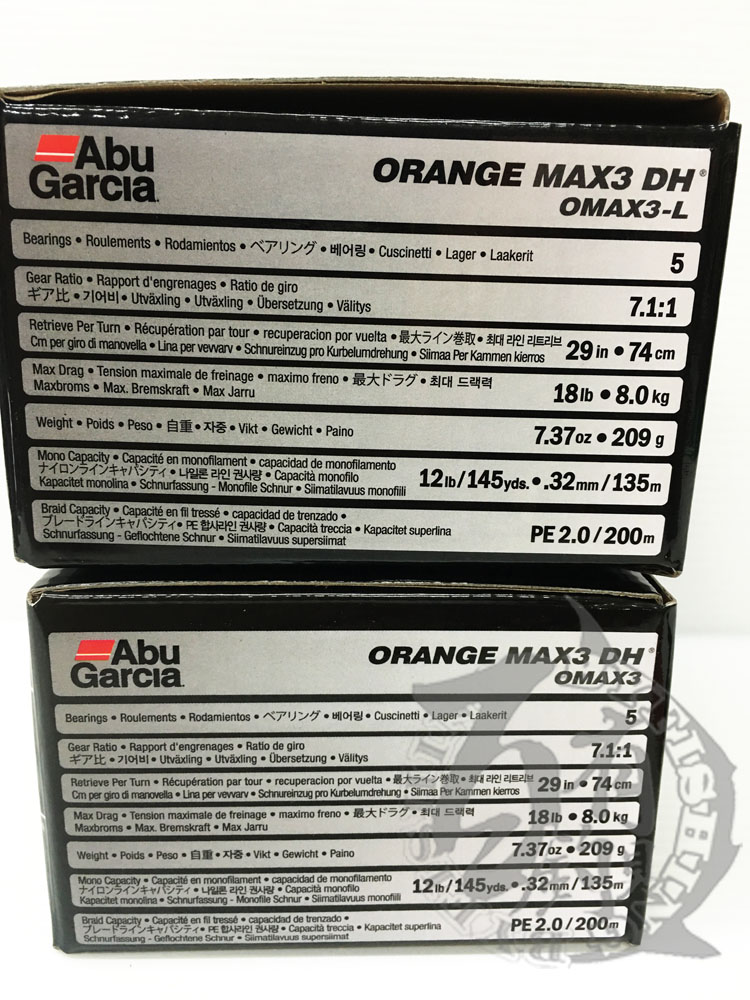 Abu
Garcia
ORANGE MAX3 DH®
OMAX3-L
Bearings • Roulements • Rodamientos • ベアリング • 베어링 • Cuscinetti • Lager • Laakerit
5
Gear Ratio • Rapport d'engrenages • Ratio de giro
ギア比 • 기어비 • Utväxling • Utväxling • Übersetzung • Välitys
7.1:1
Retrieve Per Turn • Récupération par tour • recuperacion por vuelta • 最大ライン巻取 • 최대 라인 리트리브
Cm per giro di manovella • Lina per vevvarv • Schnureinzug pro Kurbelumdrehung • Siimaa Per Kammen kierros
29 in • 74 cm
Max Drag • Tension maximale de freinage • maximo freno • 最大ドラグ • 최대 드랙력
Maxbroms • Max. Bremskraft • Max Jarru
18 lb • 8.0 kg
Weight • Poids • Peso • 自重 • 자중 • Vikt • Gewicht • Paino
7.37 oz • 209 g
Mono Capacity • Capacité en monofilament • capacidad de monofilamento
ナイロンラインキャパシティ • 나일론 라인 권사량 • Capacità monofilo
Kapacitet monolina • Schnurfassung - Monofile Schnur • Siimatilavuus monofiili
12 lb/145 yds. • .32 mm/135 m
Braid Capacity • Capacité en fil tressé • capacidad de trenzado •
ブレードラインキャパシティ • PE 합사라인 권사량 • Capacità treccia • Kapacitet superlina
Schnurfassung - Geflochtene Schnur • Siimatilavuus supersiimat
PE 2.0/200 m
Abu
Garcia
ORANGE MAX3 DH®
OMAX3
Bearings • Roulements • Rodamientos • ベアリング • 베어링 • Cuscinetti • Lager • Laakerit
5
Gear Ratio • Rapport d'engrenages • Ratio de giro
ギア比 • 기어비 • Utväxling • Utväxling • Übersetzung • Välitys
7.1:1
Retrieve Per Turn • Récupération par tour • recuperacion por vuelta • 最大ライン巻取 • 최대 라인 리트리브
Cm per giro di manovella • Lina per vevvarv • Schnureinzug pro Kurbelumdrehung • Siimaa Per Kammen kierros
29 in • 74 cm
Max Drag • Tension maximale de freinage • maximo freno • 最大ドラグ • 최대 드랙력
Maxbroms • Max. Bremskraft • Max Jarru
18 lb • 8.0 kg
Weight • Poids • Peso • 自重 • 자중 • Vikt • Gewicht • Paino
7.37 oz • 209 g
Mono Capacity • Capacité en monofilament • capacidad de monofilamento
ナイロンラインキャパシティ • 나일론 라인 권사량 • Capacità monofilo
Kapacitet monolina • Schnurfassung - Monofile Schnur • Siimatilavuus monofiili
12 lb/145 yds. • .32 mm/135 m
Braid Capacity • Capacité en fil tressé • capacidad de trenzado •
ブレードラインキャパシティ • PE 합사라인 권사량 • Capacità treccia • Kapacitet superlina
Schnurfassung - Geflochtene Schnur • Siimatilavuus supersiimat
PE 2.0/200 m